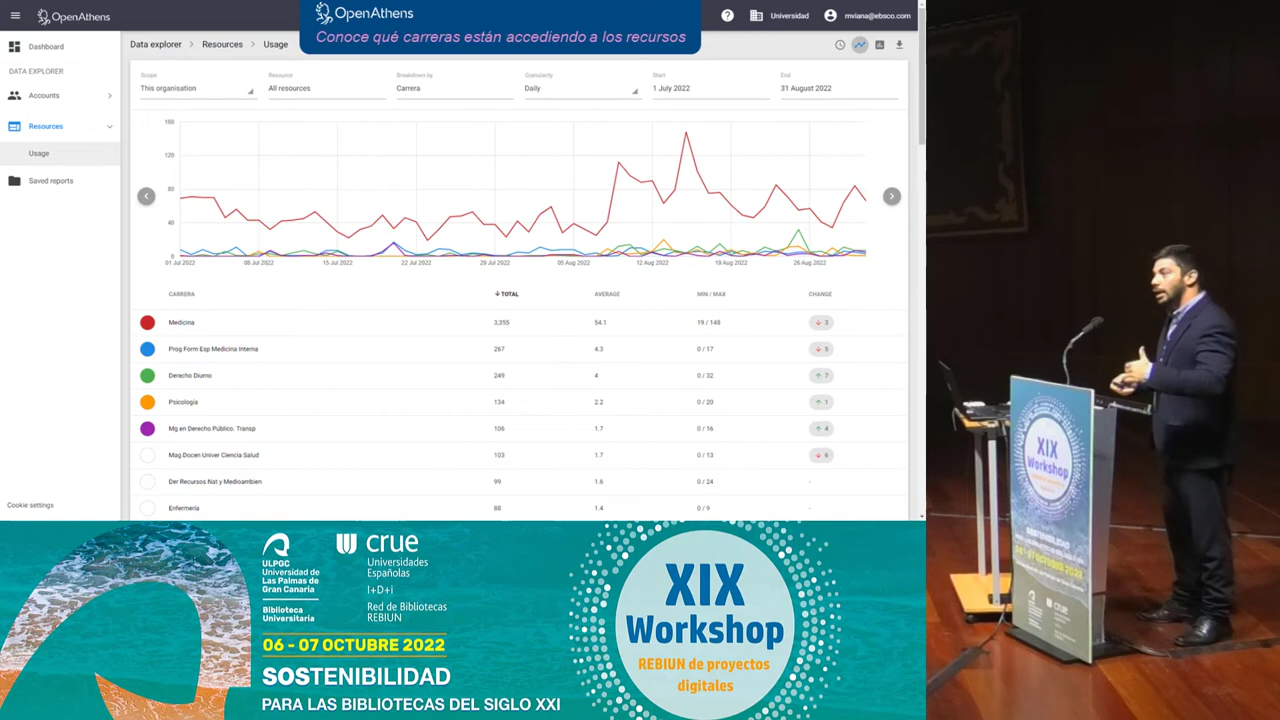 OpenAthens
OpenAthens
Conoce qué carreras están accediendo a los recursos
Universidad
mviana@ebsco.com
Dashboard
DATA EXPLORER
Accounts
Resources
Usage
Saved reports
Cookie settings
Data explorer
Resources
Usage
Scope
Resource
Breakdown by
Granularity
Start
End
This organisation
All resources
Carrera
Daily
1 July 2022
31 August 2022
160
120
80
40
0
01 Jul 2022
08 Jul 2022
15 Jul 2022
22 Jul 2022
29 Jul 2022
05 Aug 2022
12 Aug 2022
19 Aug 2022
26 Aug 2022
CARRERA TOTAL AVERAGE MIN / MAX CHANGE
Medicina 3,355 54.1 19 / 148 3
Prog Form Esp Medicina Interna 267 4.3 0 / 17 5
Derecho Diurno 249 4 0 / 32 7
Psicología 134 2.2 0 / 20 1
Mg en Derecho Público. Transp 106 1.7 0 / 16 4
Mag Docen Univer Ciencia Salud 103 1.7 0 / 13 6
Der Recursos Nat y Medioambien 99 1.6 0 / 24 -
Enfermería 88 1.4 0 / 9 -
ULPGC
Universidad de
Las Palmas de
Gran Canaria
Biblioteca
Universitaria
crue
Universidades
Españolas
I+D+i
Red de Bibliotecas
REBIUN
06 - 07 OCTUBRE 2022
SOSTENIBILIDAD
PARA LAS BIBLIOTECAS DEL SIGLO XXI
XIX
Workshop
REBIUN de proyectos
digitales
XIX
Workshop
SOSTENIBILIDAD
06 - 07 OCTUBRE 2022
crue